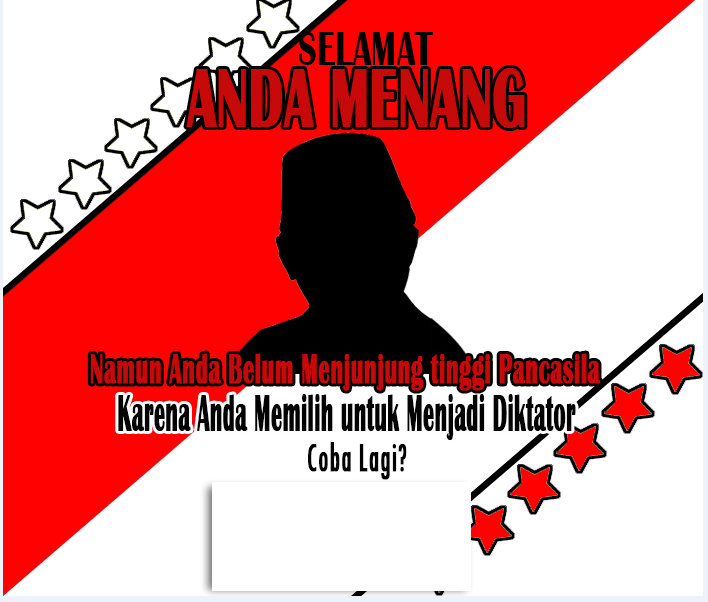 SELAMAT
ANDA MENANG
Namun Anda Belum Menjunjung tinggi Pancasila
Karena Anda Memilih untuk Menjadi Diktator
Coba Lagi?